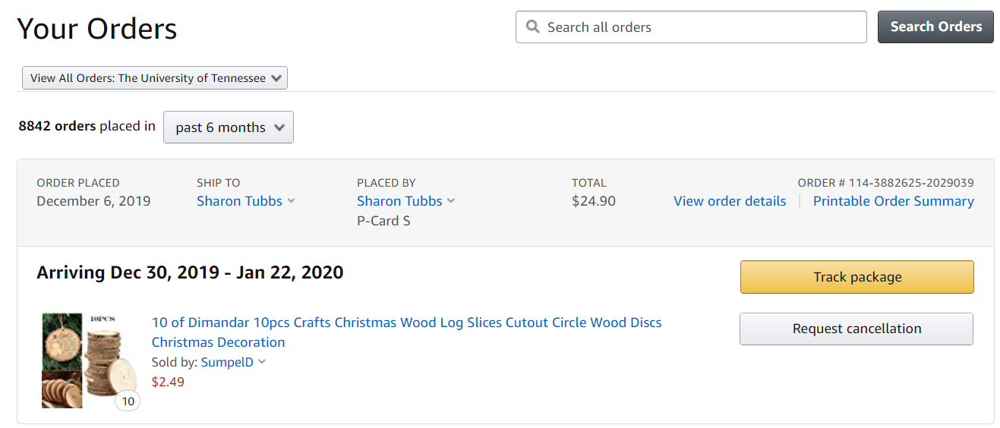 Your Orders
Search all orders
Search Orders
View All Orders: The University of Tennessee
8842 orders placed in
past 6 months
ORDER PLACED
December 6, 2019
SHIP TO
Sharon Tubbs
PLACED BY
Sharon Tubbs
P-Card S
TOTAL
$24.90
ORDER # 114-3882625-2029039
View order details
Printable Order Summary
Arriving Dec 30, 2019 - Jan 22, 2020
Track package
Request cancellation
10PCS
10
10 of Dimandar 10pcs Crafts Christmas Wood Log Slices Cutout Circle Wood Discs
Christmas Decoration
Sold by: SumpelD
$2.49